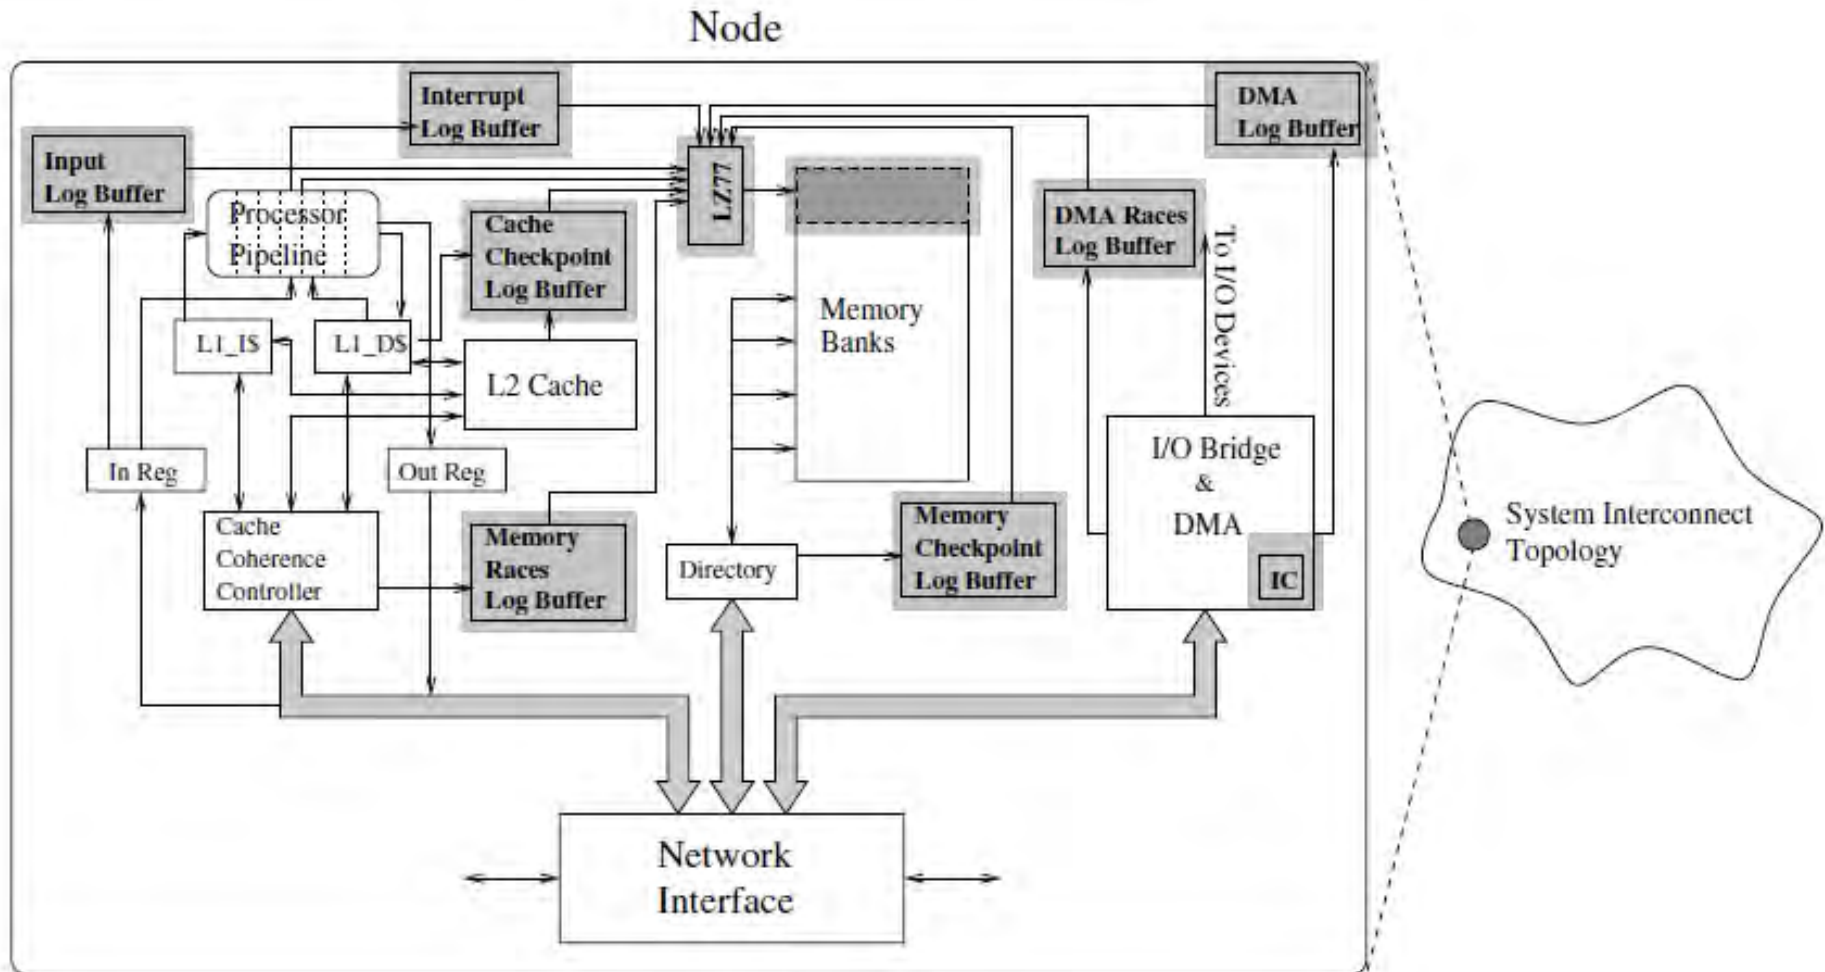 Node
Interrupt
Log Buffer
DMA
Log Buffer
Input
Log Buffer
LZ77
Processor
Pipeline
Cache
Checkpoint
Log Buffer
DMA Races
Log Buffer
To I/O Devices
Memory
Banks
L1_I$
L1_D$
L2 Cache
In Reg
Out Reg
I/O Bridge
&
DMA
IC
Cache
Coherence
Controller
Memory
Races
Log Buffer
Directory
Memory
Checkpoint
Log Buffer
System Interconnect
Topology
Network
Interface